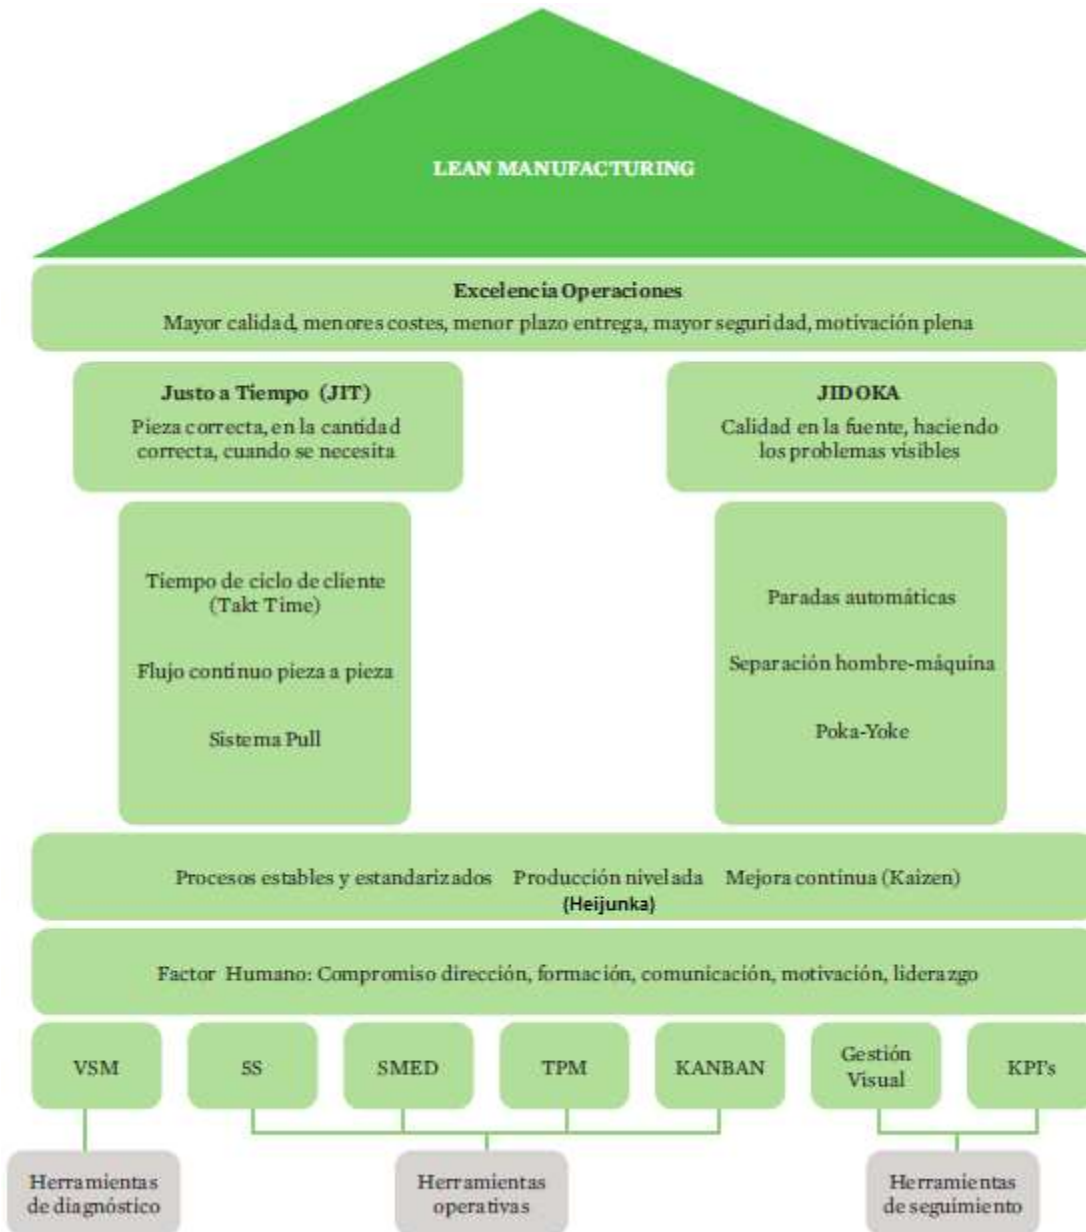 LEAN MANUFACTURING
Excelencia Operaciones
Mayor calidad, menores costes, menor plazo entrega, mayor seguridad, motivación plena
Justo a Tiempo (JIT)
Pieza correcta, en la cantidad
correcta, cuando se necesita
JIDOKA
Calidad en la fuente, haciendo
los problemas visibles
Tiempo de ciclo de cliente
(Takt Time)
Flujo continuo pieza a pieza
Sistema Pull
Paradas automáticas
Separación hombre-máquina
Poka-Yoke
Procesos estables y estandarizados Producción nivelada Mejora continua (Kaizen)
(Heijunka)
Factor Humano: Compromiso dirección, formación, comunicación, motivación, liderazgo
VSM
5S
SMED
TPM
KANBAN
Gestión
Visual
KPI's
Herramientas
de diagnóstico
Herramientas
operativas
Herramientas
de seguimiento